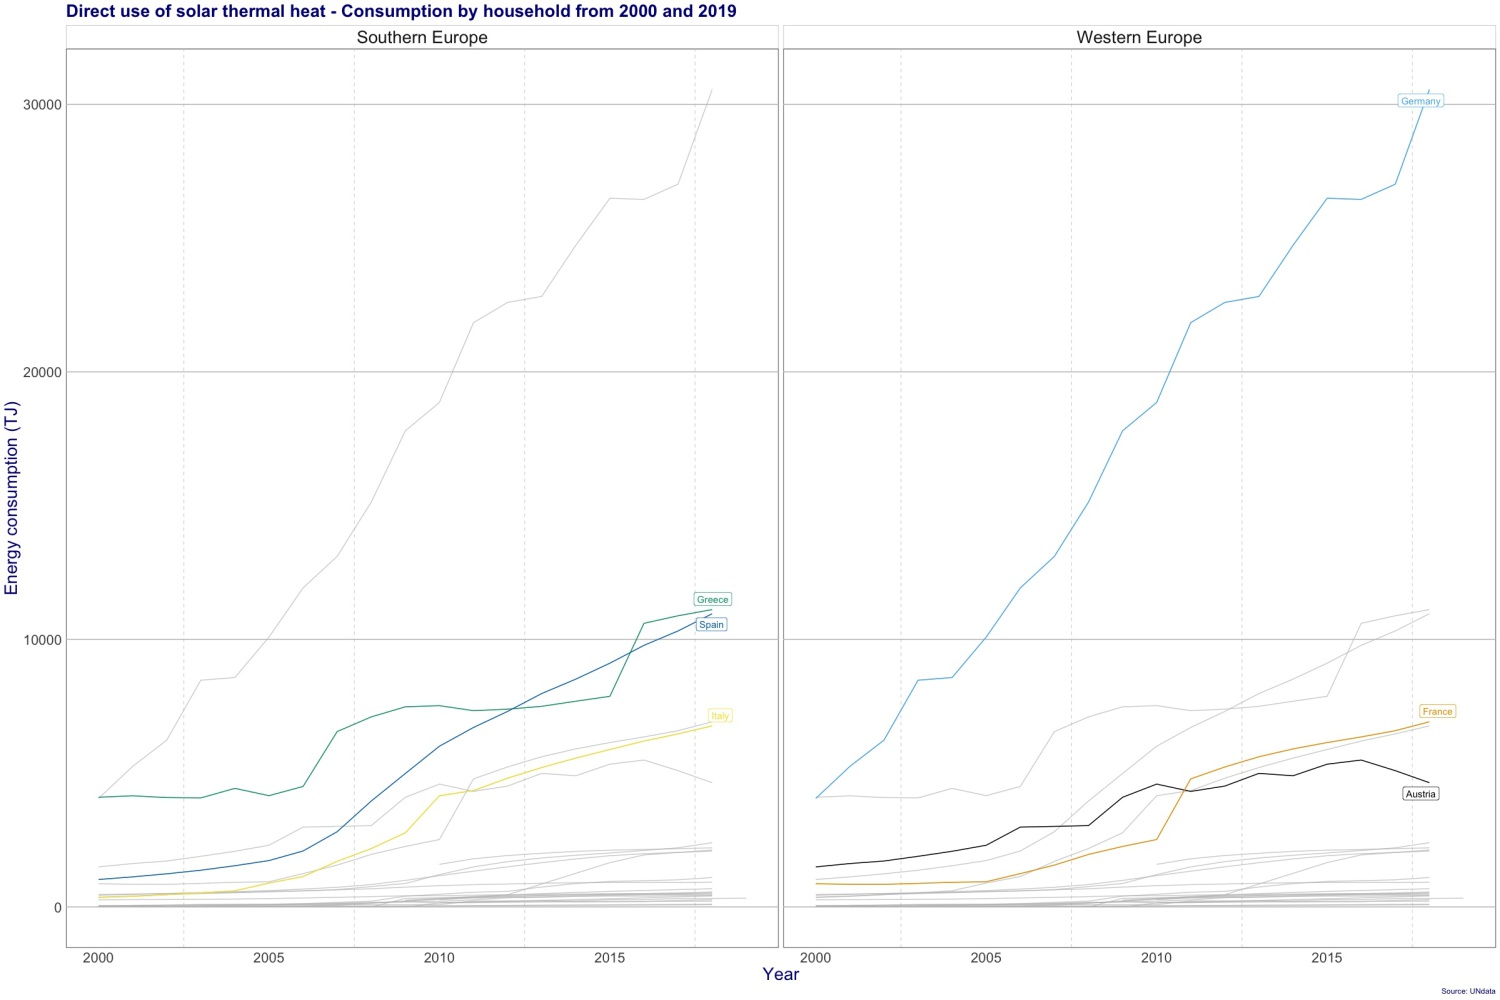 Direct use of solar thermal heat - Consumption by household from 2000 and 2019
Southern Europe
Western Europe
Energy consumption (TJ)
30000
20000
10000
0
Greece
Spain
Italy
Germany
France
Austria
2000 2005 2010 2015
2000 2005 2010 2015
Year
Source: UNdata